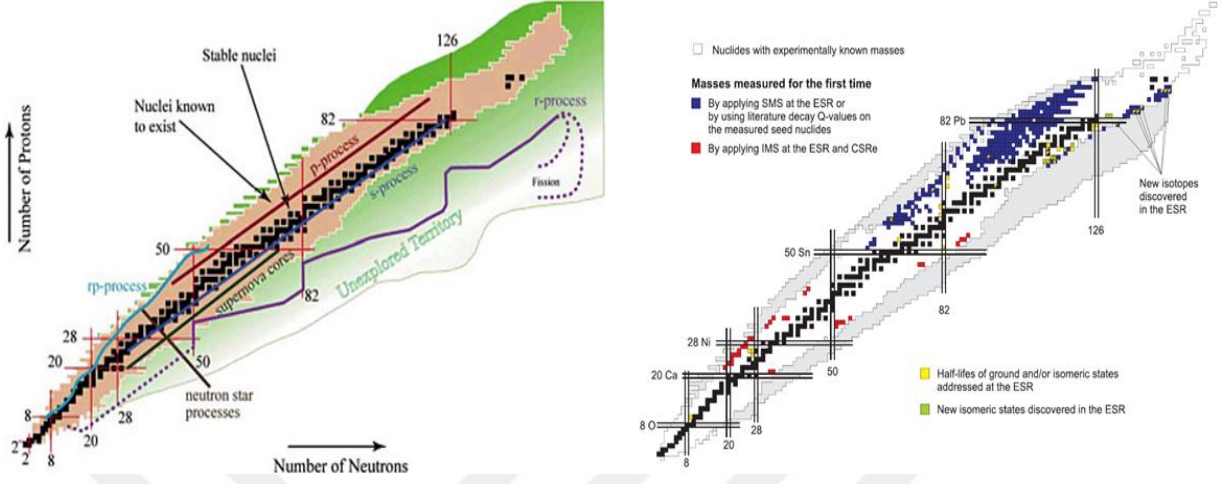 126
Stable nuclei
Nuclei known
to exist
82
p-process
s-process
r-process
Fission
50
rp-process
supernova cores
Unexplored Territory
82
28
20
50
neutron star
processes
8
28
20
2
8
2
Number of Protons
Number of Neutrons
Nuclides with experimentally known masses
Masses measured for the first time
By applying SMS at the ESR or
by using literature decay Q-values on
the measured seed nuclides
By applying IMS at the ESR and CSRe
82 Pb
New isotopes
discovered
in the ESR
126
50 Sn
82
28 Ni
50
20 Ca
Half-lifes of ground and/or isomeric states
addressed at the ESR
New isomeric states discovered in the ESR
8 O
28
20
8